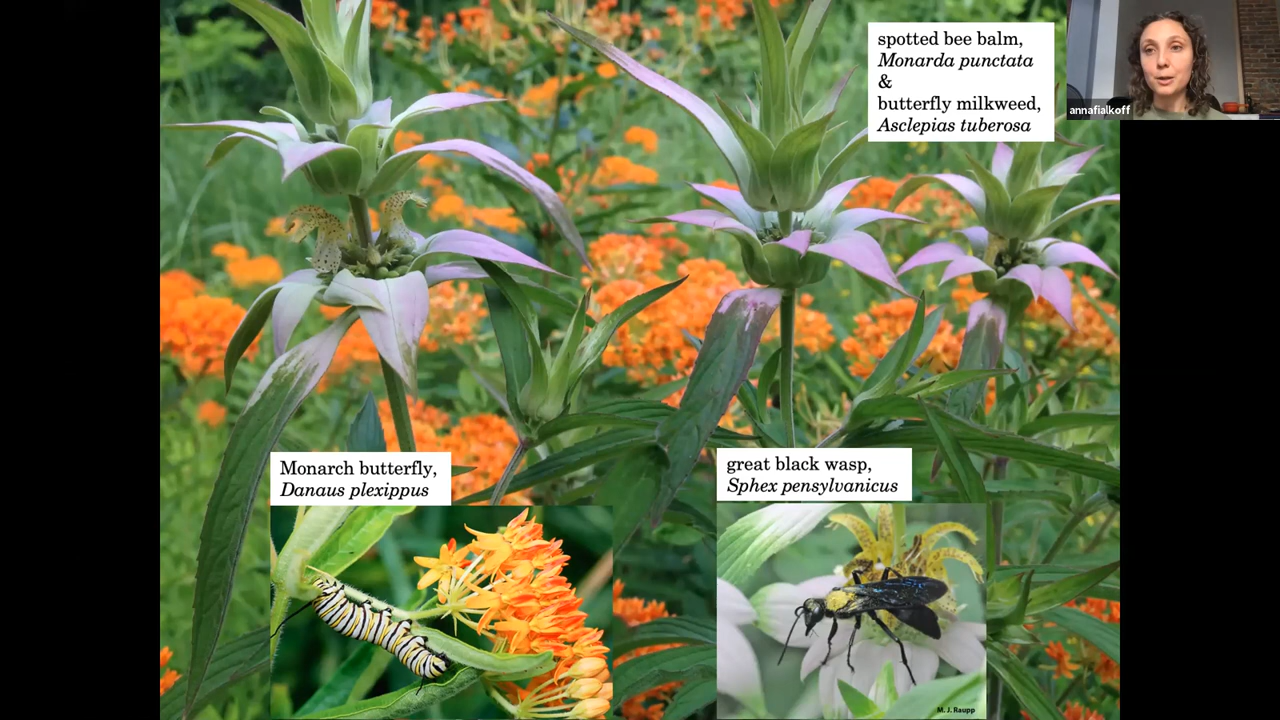 spotted bee balm,
Monarda punctata
&
butterfly milkweed,
Asclepias tuberosa
annafialkoff
Monarch butterfly,
Danaus plexippus
great black wasp,
Sphex pensylvanicus
M. J. Raupp